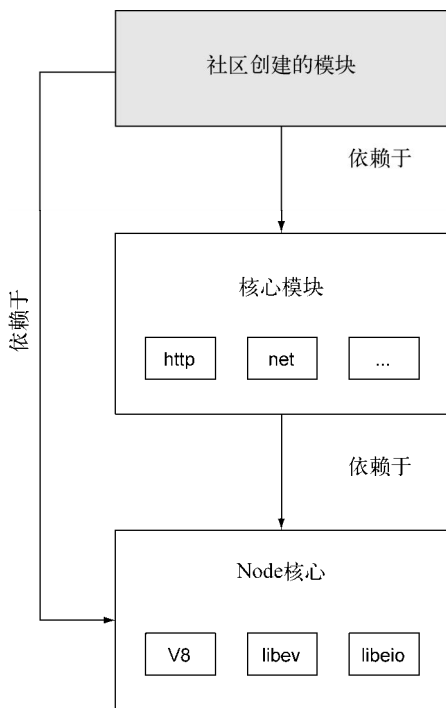 社区创建的模块
依赖于
核心模块
http
net
...
依赖于
依赖于
Node核心
V8
libev
libeio